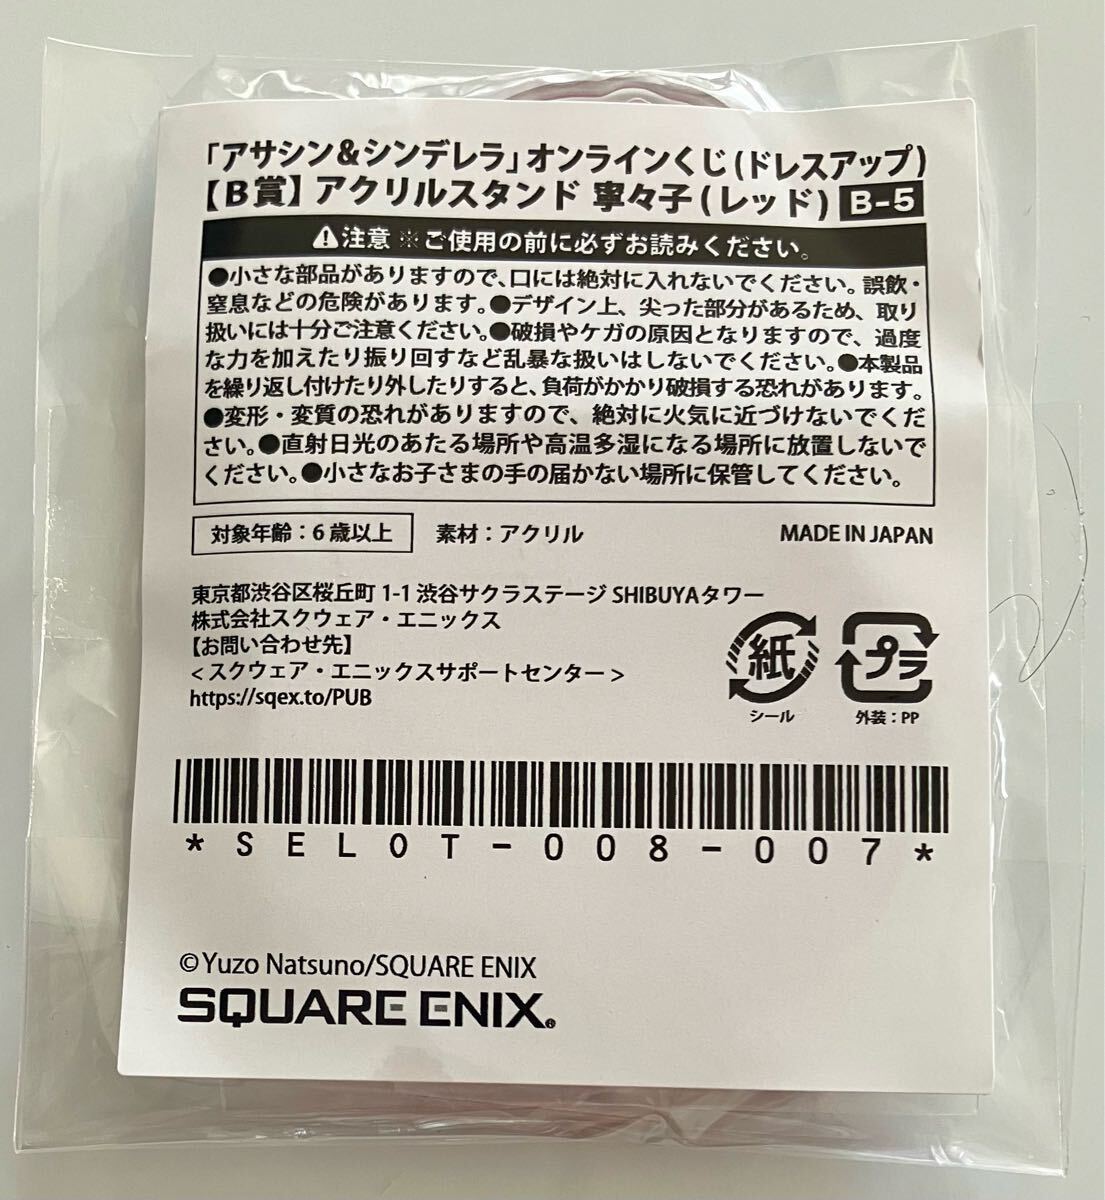 「アサシン&シンデレラ」オンラインくじ(ドレスアップ)
【B賞】アクリルスタンド 寧々子(レッド) B-5
注意 ※ご使用の前に必ずお読みください。
●小さな部品がありますので、口には絶対に入れないでください。誤飲・
窒息などの危険があります。●デザイン上、尖った部分があるため、取り
扱いには十分ご注意ください。●破損やケガの原因となりますので、過度
な力を加えたり振り回すなど乱暴な扱いはしないでください。●本製品
を繰り返し付けたり外したりすると、負荷がかかり破損する恐れがあります。
●変形・変質の恐れがありますので、絶対に火気に近づけないでくだ
さい。●直射日光のあたる場所や高温多湿になる場所に放置しないで
ください。●小さなお子さまの手の届かない場所に保管してください。
対象年齢:6歳以上 素材:アクリル MADE IN JAPAN
東京都渋谷区桜丘町 1-1 渋谷サクラステージ SHIBUYAタワー
株式会社スクウェア・エニックス
【お問い合わせ先】
<スクウェア・エニックスサポートセンター>
https://sqex.to/PUB
紙
シール
プラ
外装:PP
*SELOT-008-007*
©Yuzo Natsuno/SQUARE ENIX
SQUARE ENIX®